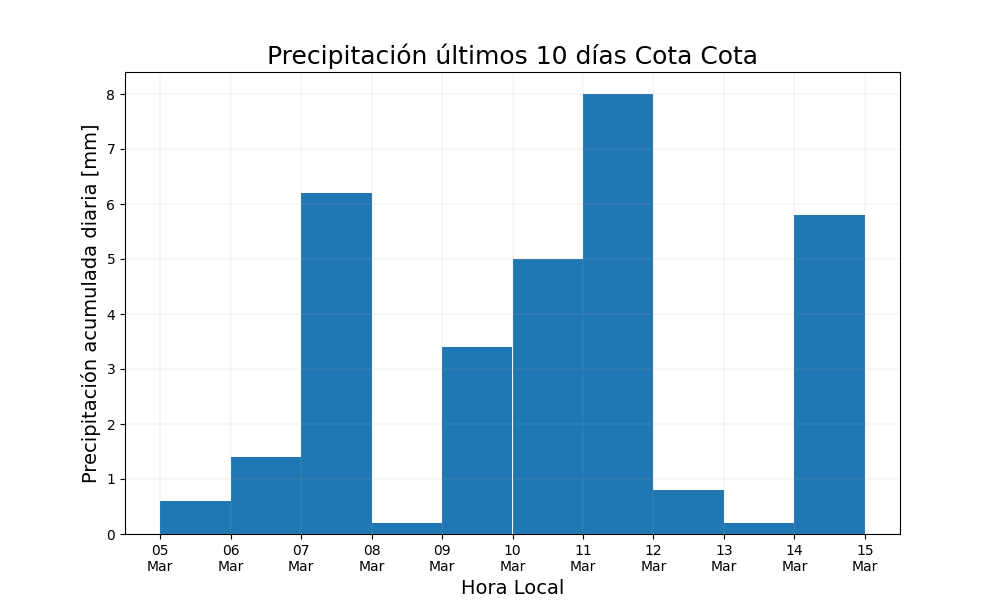 Precipitación últimos 10 días Cota Cota
Precipitación acumulada diaria [mm]
8
7
6
5
4
3
2
1
0
05 06 07 08 09 10 11 12 13 14 15
Mar Mar Mar Mar Mar Mar Mar Mar Mar Mar Mar
Hora Local